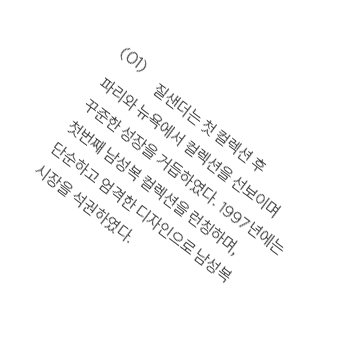 (01) 질샌더는 첫 컬렉션 후
파리와 뉴욕에서 컬렉션을 선보이며
꾸준한 성장을 거듭하였다. 1997년에는
첫번째 남성복 컬렉션을 런칭하며,
단순하고 엄격한 디자인으로 남성복
시장을 석권하였다.